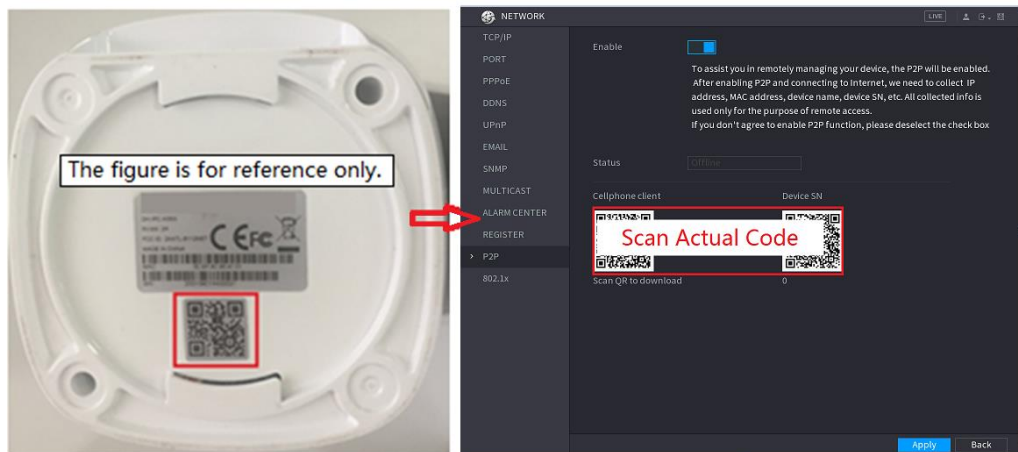 The figure is for reference only.
CE FC
NETWORK
LIVE
TCP/IP
PORT
PPPoE
DDNS
UPnP
EMAIL
SNMP
MULTICAST
ALARM CENTER
REGISTER
P2P
802.1x
Enable
To assist you in remotely managing your device, the P2P will be enabled.
After enabling P2P and connecting to Internet, we need to collect IP
address, MAC address, device name, device SN, etc. All collected info is
used only for the purpose of remote access.
If you don't agree to enable P2P function, please deselect the check box
Status
Offline
Cellphone client
Device SN
Scan Actual Code
Scan QR to download
0
Apply
Back